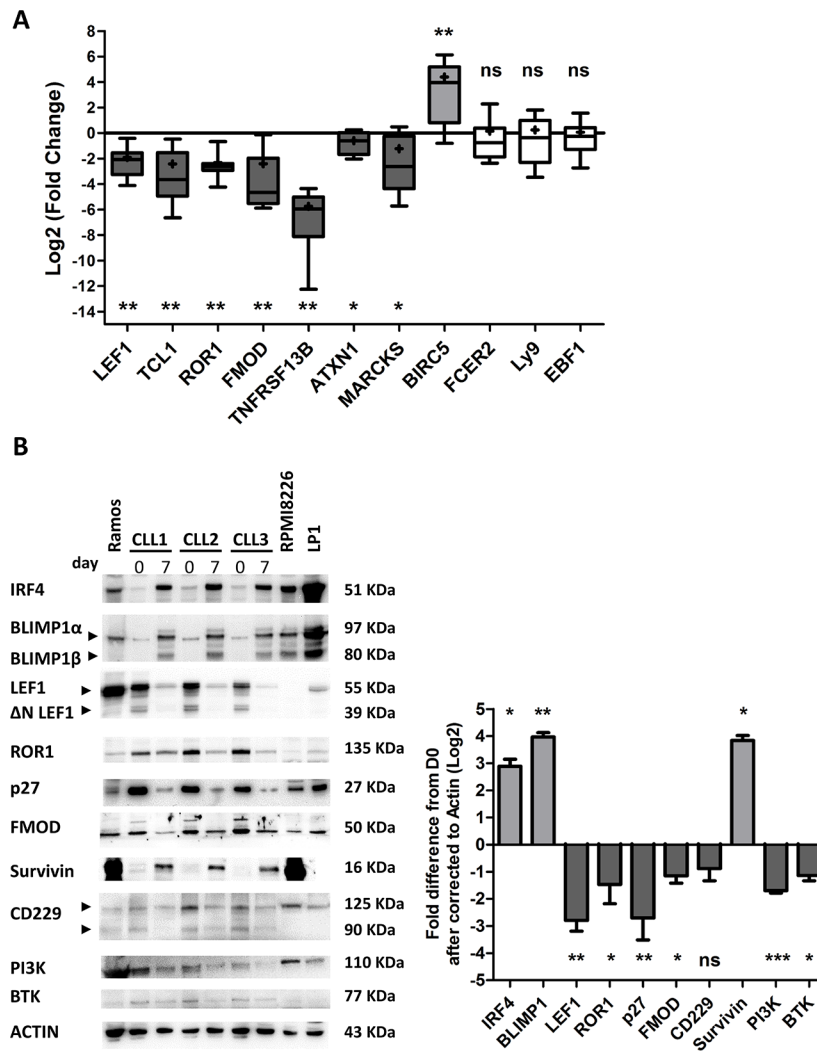 A
Log2 (Fold Change)
8
6
4
2
0
-2
-4
-6
-8
-10
-12
-14
** ns ns ns
** ** ** ** ** * *
LEF1 TCL1 ROR1 FMOD TNFRSF13B ATXN1 MARCKS BIRC5 FCER2 Ly9 EBF1
B
Ramos CLL1 CLL2 CLL3 RPMI8226 LP1
day 0 7 0 7 0 7
IRF4 51 KDa
BLIMP1α 97 KDa
BLIMP1β 80 KDa
LEF1 55 KDa
ΔN LEF1 39 KDa
ROR1 135 KDa
p27 27 KDa
FMOD 50 KDa
Survivin 16 KDa
CD229 125 KDa
90 KDa
PI3K 110 KDa
BTK 77 KDa
ACTIN 43 KDa
Fold difference from D0
after corrected to Actin (Log2)
5
4
3
2
1
0
-1
-2
-3
-4
-5
* ** *
** * ** * ns *** *
IRF4 BLIMP1 LEF1 ROR1 p27 FMOD CD229 Survivin PI3K BTK